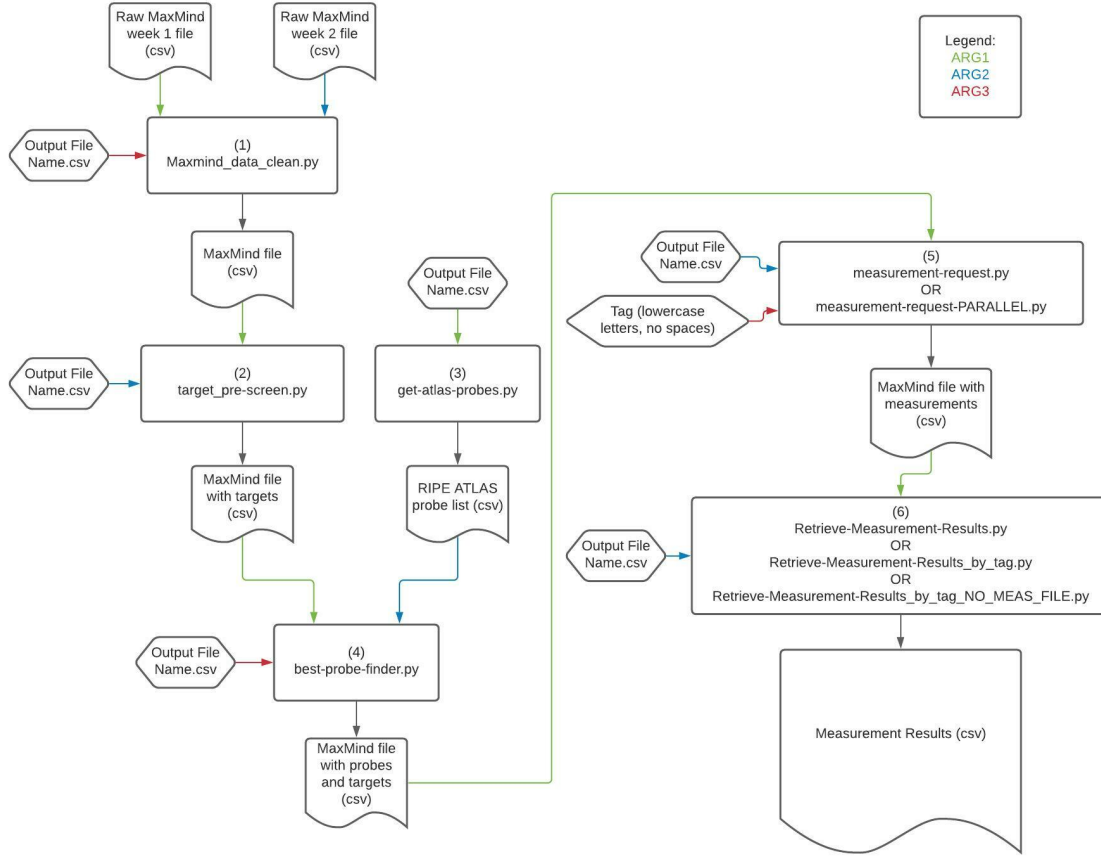 Raw MaxMind
week 1 file
(csv)
Raw MaxMind
week 2 file
(csv)
Legend:
ARG1
ARG2
ARG3
Output File
Name.csv
(1)
Maxmind_data_clean.py
MaxMind file
(csv)
Output File
Name.csv
Output File
Name.csv
(2)
target_pre-screen.py
(3)
get-atlas-probes.py
MaxMind file
with targets
(csv)
RIPE ATLAS
probe list (csv)
Output File
Name.csv
(4)
best-probe-finder.py
MaxMind file
with probes
and targets
(csv)
Output File
Name.csv
Tag (lowercase
letters, no spaces)
(5)
measurement-request.py
OR
measurement-request-PARALLEL.py
MaxMind file with
measurements
(csv)
Output File
Name.csv
(6)
Retrieve-Measurement-Results.py
OR
Retrieve-Measurement-Results_by_tag.py
OR
Retrieve-Measurement-Results_by_tag_NO_MEAS_FILE.py
Measurement Results (csv)